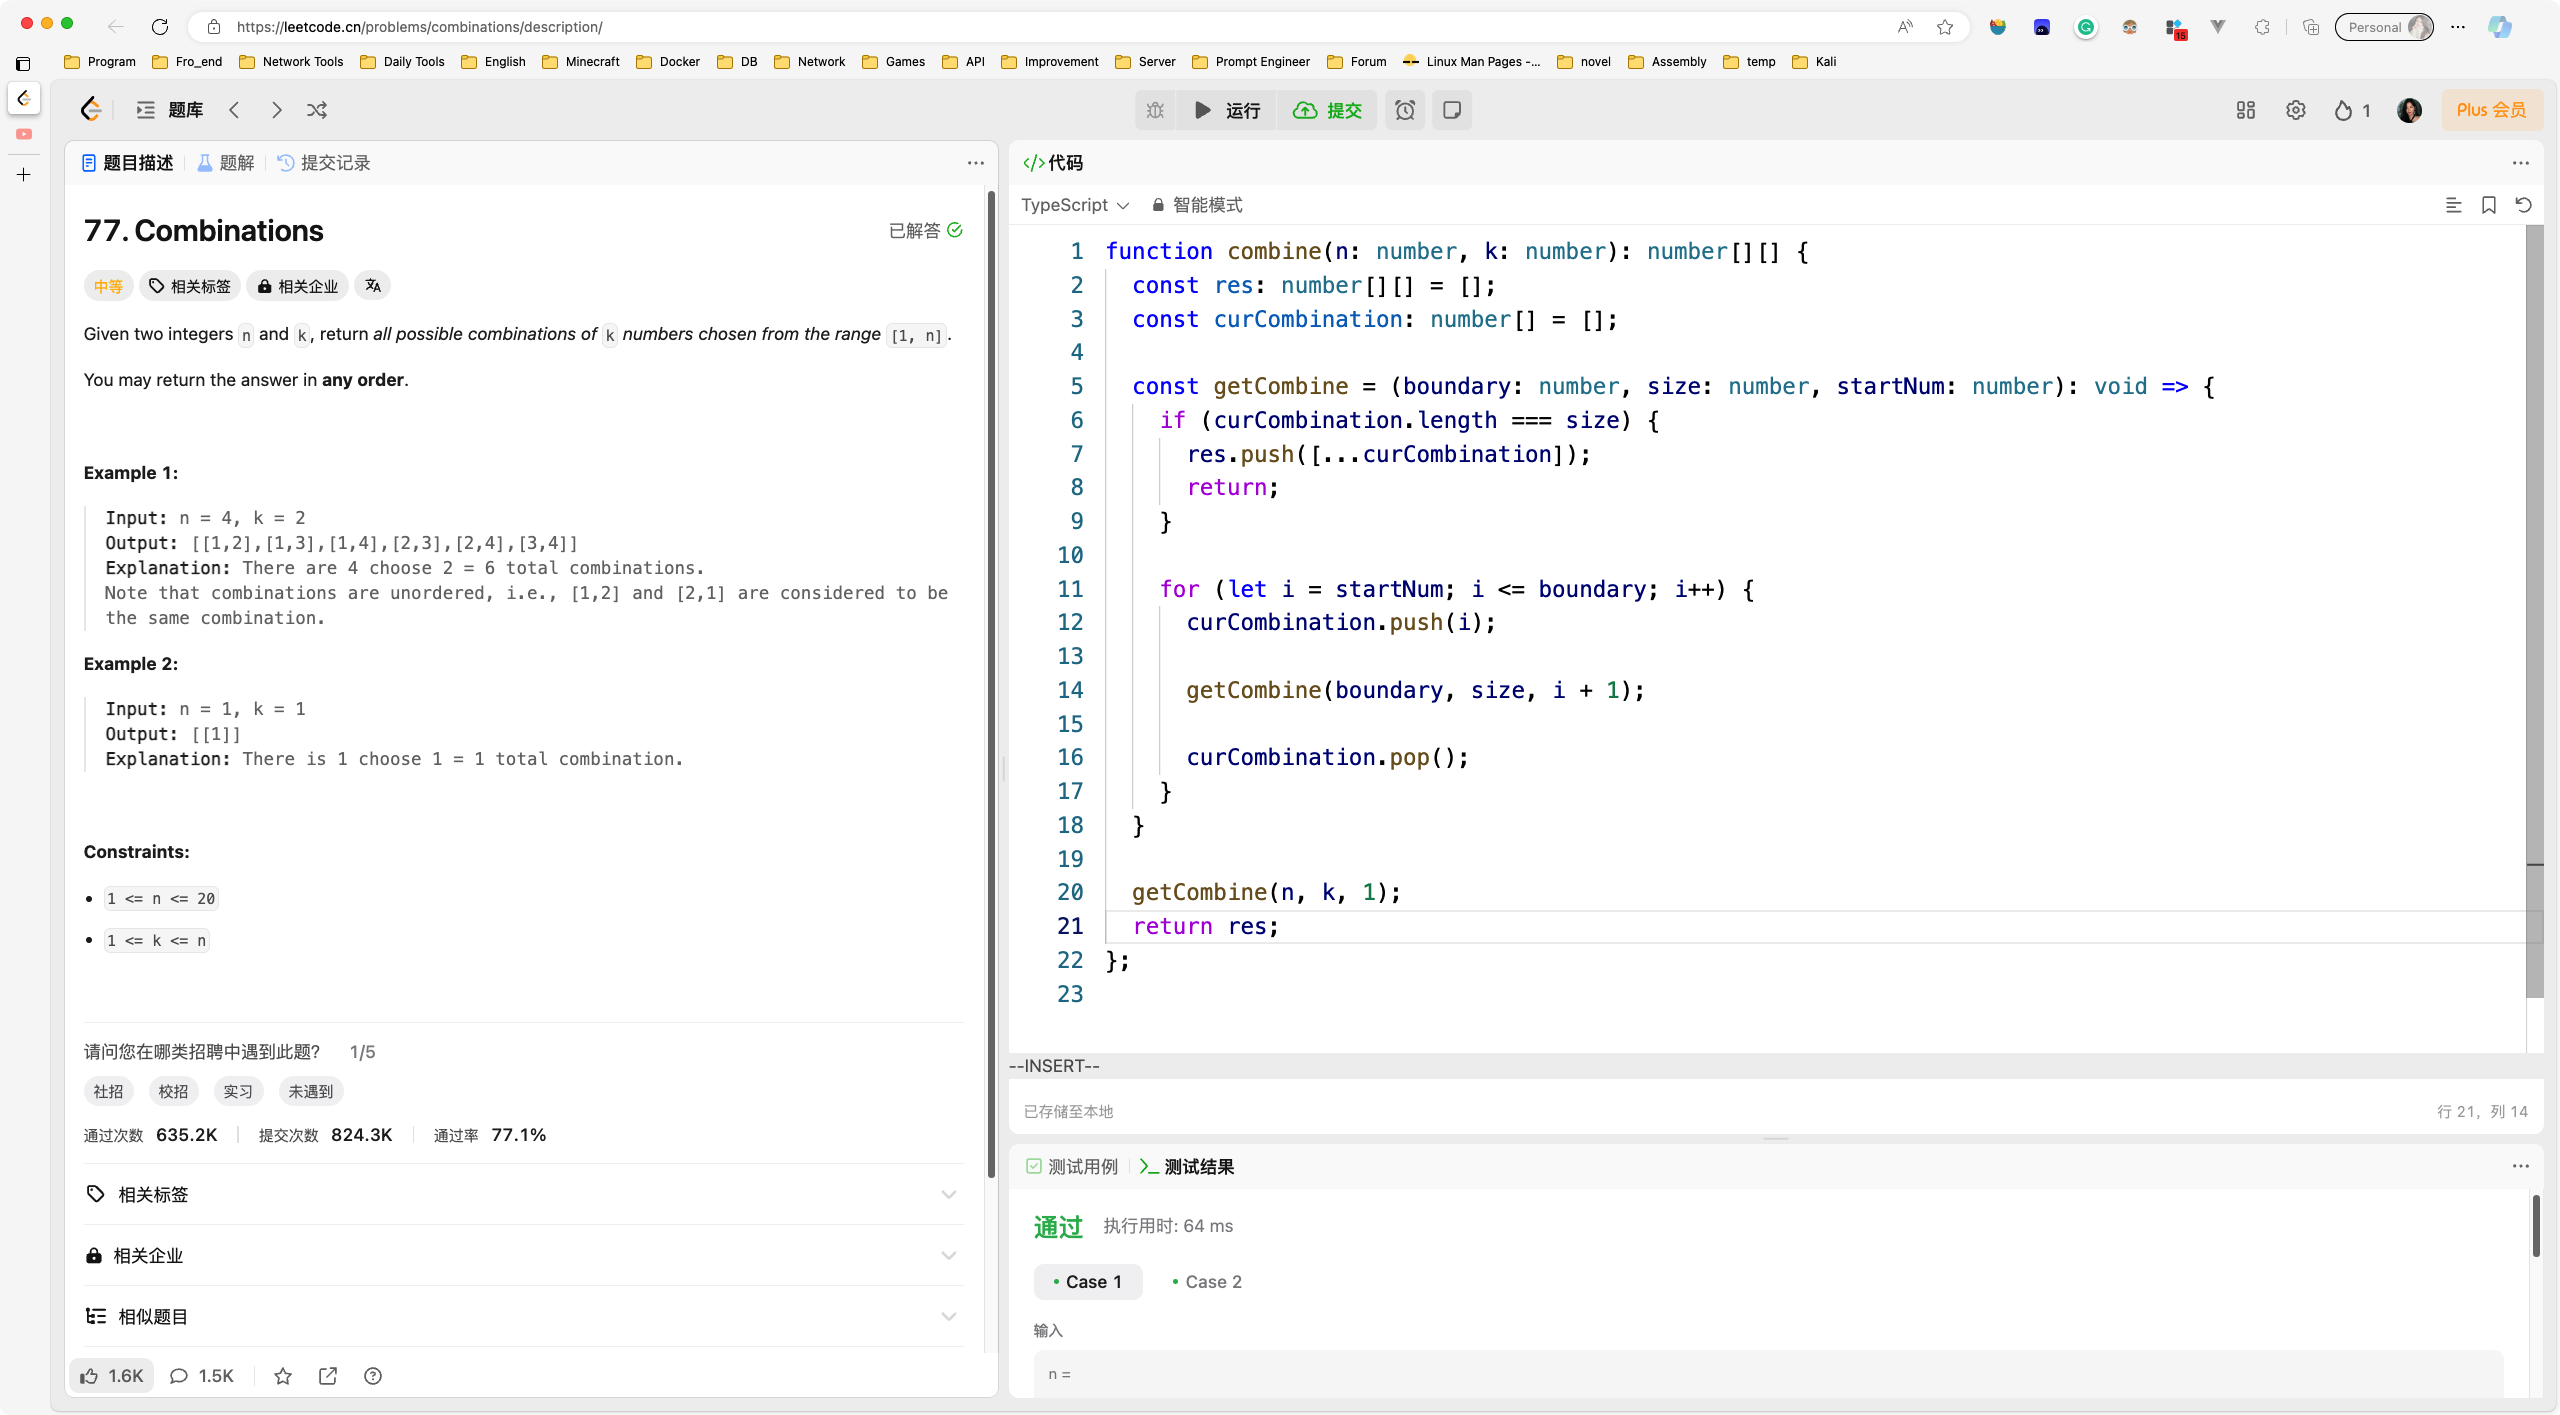 https://leetcode.cn/problems/combinations/description/
Personal
Program Fro_end Network Tools Daily Tools English Minecraft Docker DB Network Games API Improvement Server Prompt Engineer Forum Linux Man Pages -... novel Assembly temp Kali
题库 运行 提交 1 Plus 会员
题目描述 题解 提交记录
77. Combinations
已解答
中等 相关标签 相关企业
Given two integers n and k, return all possible combinations of k numbers chosen from the range [1, n].
You may return the answer in any order.
Example 1:
Input: n = 4, k = 2
Output: [[1,2],[1,3],[1,4],[2,3],[2,4],[3,4]]
Explanation: There are 4 choose 2 = 6 total combinations.
Note that combinations are unordered, i.e., [1,2] and [2,1] are considered to be
the same combination.
Example 2:
Input: n = 1, k = 1
Output: [[1]]
Explanation: There is 1 choose 1 = 1 total combination.
Constraints:
1 <= n <= 20
1 <= k <= n
请问您在哪类招聘中遇到此题? 1/5
社招 校招 实习 未遇到
通过次数 635.2K 提交次数 824.3K 通过率 77.1%
相关标签
相关企业
相似题目
1.6K 1.5K
</>代码
TypeScript 智能模式
1 function combine(n: number, k: number): number[][] {
2 const res: number[][] = [];
3 const curCombination: number[] = [];
4
5 const getCombine = (boundary: number, size: number, startNum: number): void => {
6 if (curCombination.length === size) {
7 res.push([...curCombination]);
8 return;
9 }
10
11 for (let i = startNum; i <= boundary; i++) {
12 curCombination.push(i);
13
14 getCombine(boundary, size, i + 1);
15
16 curCombination.pop();
17 }
18 }
19
20 getCombine(n, k, 1);
21 return res;
22 };
23
--INSERT--
已存储至本地 行 21, 列 14
测试用例 测试结果
通过 执行用时: 64 ms
Case 1 Case 2
输入
n =